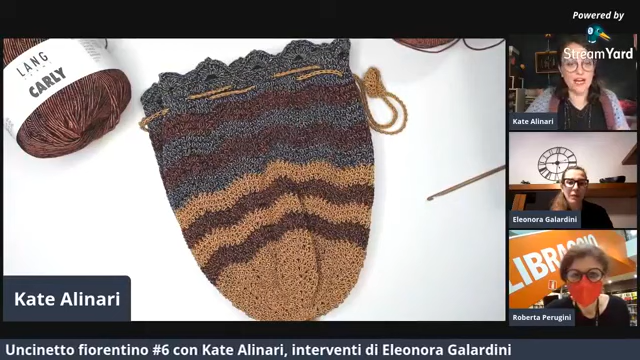 Powered by
StreamYard
LANG
YARNS
CARLY
Kate Alinari
Eleonora Galardini
LIBRACCIO
Roberta Perugini
Kate Alinari
Uncinetto fiorentino #6 con Kate Alinari, interventi di Eleonora Galardini